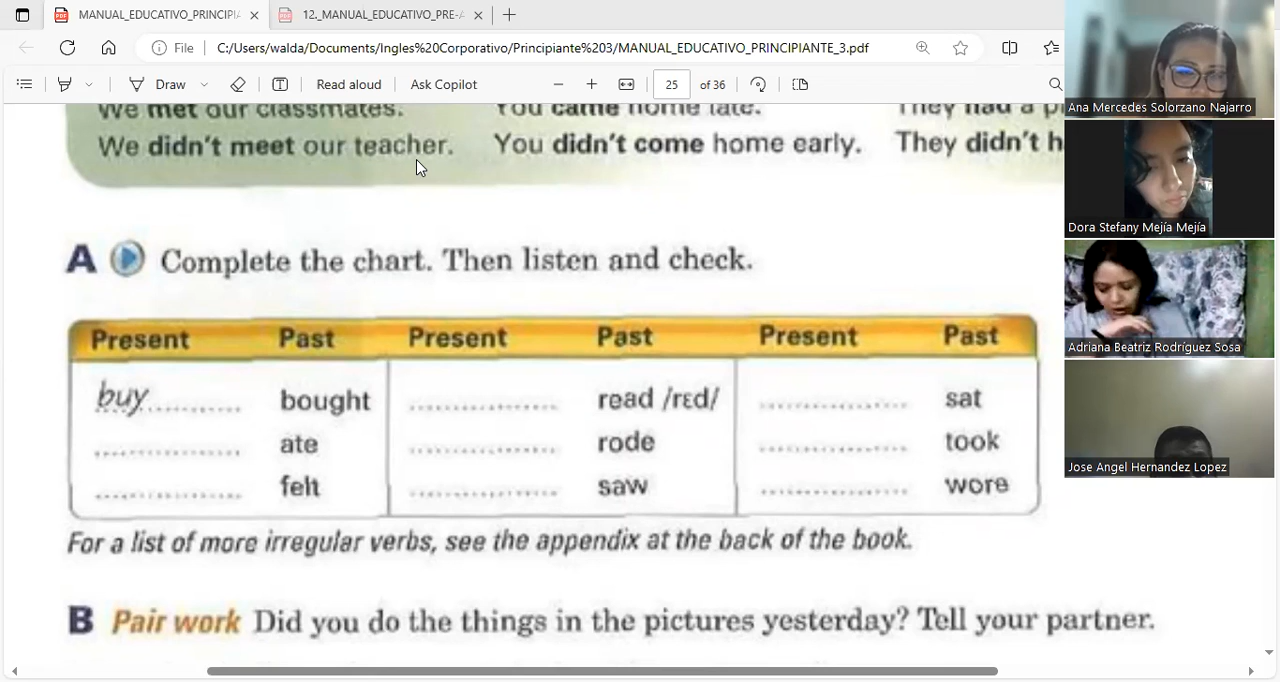 MANUAL_EDUCATIVO_PRINCIPIA
12._MANUAL_EDUCATIVO_PRE-A
File
C:/Users/walda/Documents/Ingles%20Corporativo/Principiante%203/MANUAL_EDUCATIVO_PRINCIPIANTE_3.pdf
Draw Read aloud Ask Copilot 25 of 36
We met our classmates. You came home late. They had a
We didn't meet our teacher. You didn't come home early. They didn't
A Complete the chart. Then listen and check.
Present Past Present Past Present Past
buy bought read /rɛd/ sat
ate rode took
felt saw wore
For a list of more irregular verbs, see the appendix at the back of the book.
B Pair work Did you do the things in the pictures yesterday? Tell your partner.
Ana Mercedes Solorzano Najarro
Dora Stefany Mejía Mejía
Adriana Beatriz Rodríguez Sosa
Jose Angel Hernandez Lopez